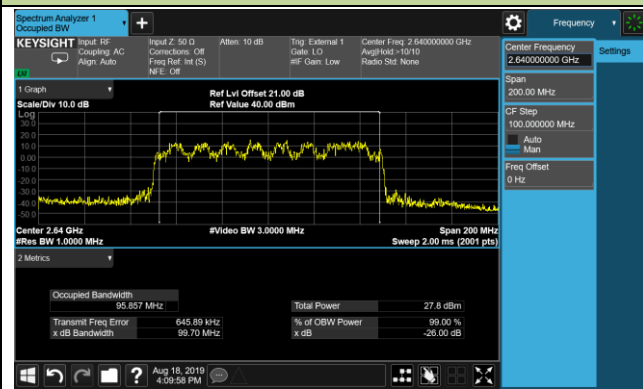 Spectrum Analyzer 1
Occupied BW
+
Frequency
KEYSIGHT
Input: RF
Coupling: AC
Align: Auto
Input Z: 50 Ω
Corrections: Off
Freq Ref: Int (S)
NFE: Off
Atten: 10 dB
Trig: External 1
Gate: LO
#IF Gain: Low
Center Freq: 2.640000000 GHz
Avg|Hold:>10/10
Radio Std: None
1 Graph
Scale/Div 10.0 dB
Ref Lvl Offset 21.00 dB
Ref Value 40.00 dBm
Log
30.0
20.0
10.0
0.00
-10.0
-20.0
-30.0
-40.0
-50.0
Center 2.64 GHz
#Res BW 1.0000 MHz
#Video BW 3.0000 MHz
Span 200 MHz
Sweep 2.00 ms (2001 pts)
2 Metrics
Occupied Bandwidth
95.857 MHz
Total Power 27.8 dBm
Transmit Freq Error 645.89 kHz
% of OBW Power 99.00 %
x dB Bandwidth 99.70 MHz
x dB -26.00 dB
Center Frequency
2.640000000 GHz
Settings
Span
200.00 MHz
CF Step
100.000000 MHz
Auto
Man
Freq Offset
0 Hz
?
Aug 18, 2019
4:09:58 PM